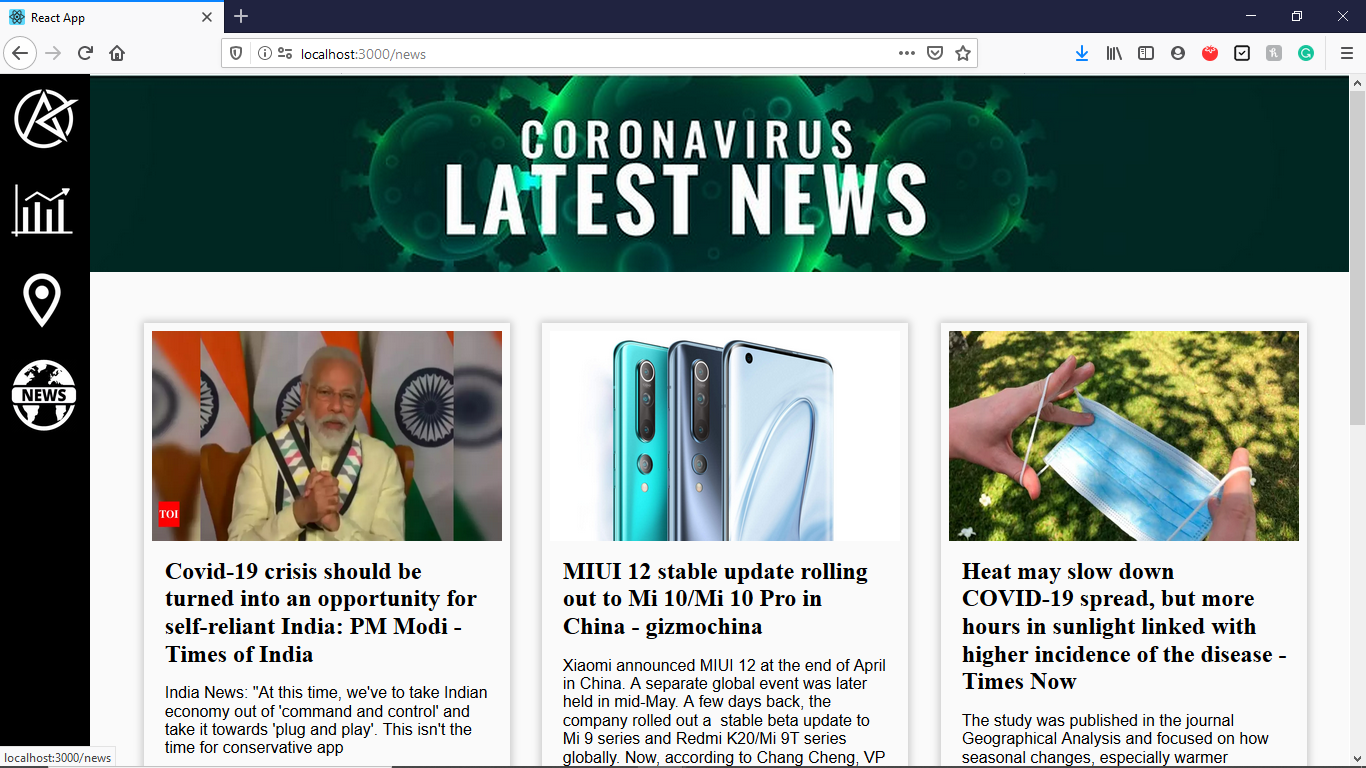 React App
localhost:3000/news
CORONAVIRUS
LATEST NEWS
NEWS
TOI
Covid-19 crisis should be
turned into an opportunity for
self-reliant India: PM Modi -
Times of India
India News: "At this time, we've to take Indian
economy out of 'command and control' and
take it towards 'plug and play'. This isn't the
time for conservative app
MIUI 12 stable update rolling
out to Mi 10/Mi 10 Pro in
China - gizmochina
Xiaomi announced MIUI 12 at the end of April
in China. A separate global event was later
held in mid-May. A few days back, the
company rolled out a  stable beta update to
Mi 9 series and Redmi K20/Mi 9T series
globally. Now, according to Chang Cheng, VP
Heat may slow down
COVID-19 spread, but more
hours in sunlight linked with
higher incidence of the disease -
Times Now
The study was published in the journal
Geographical Analysis and focused on how
seasonal changes, especially warmer
localhost:3000/news